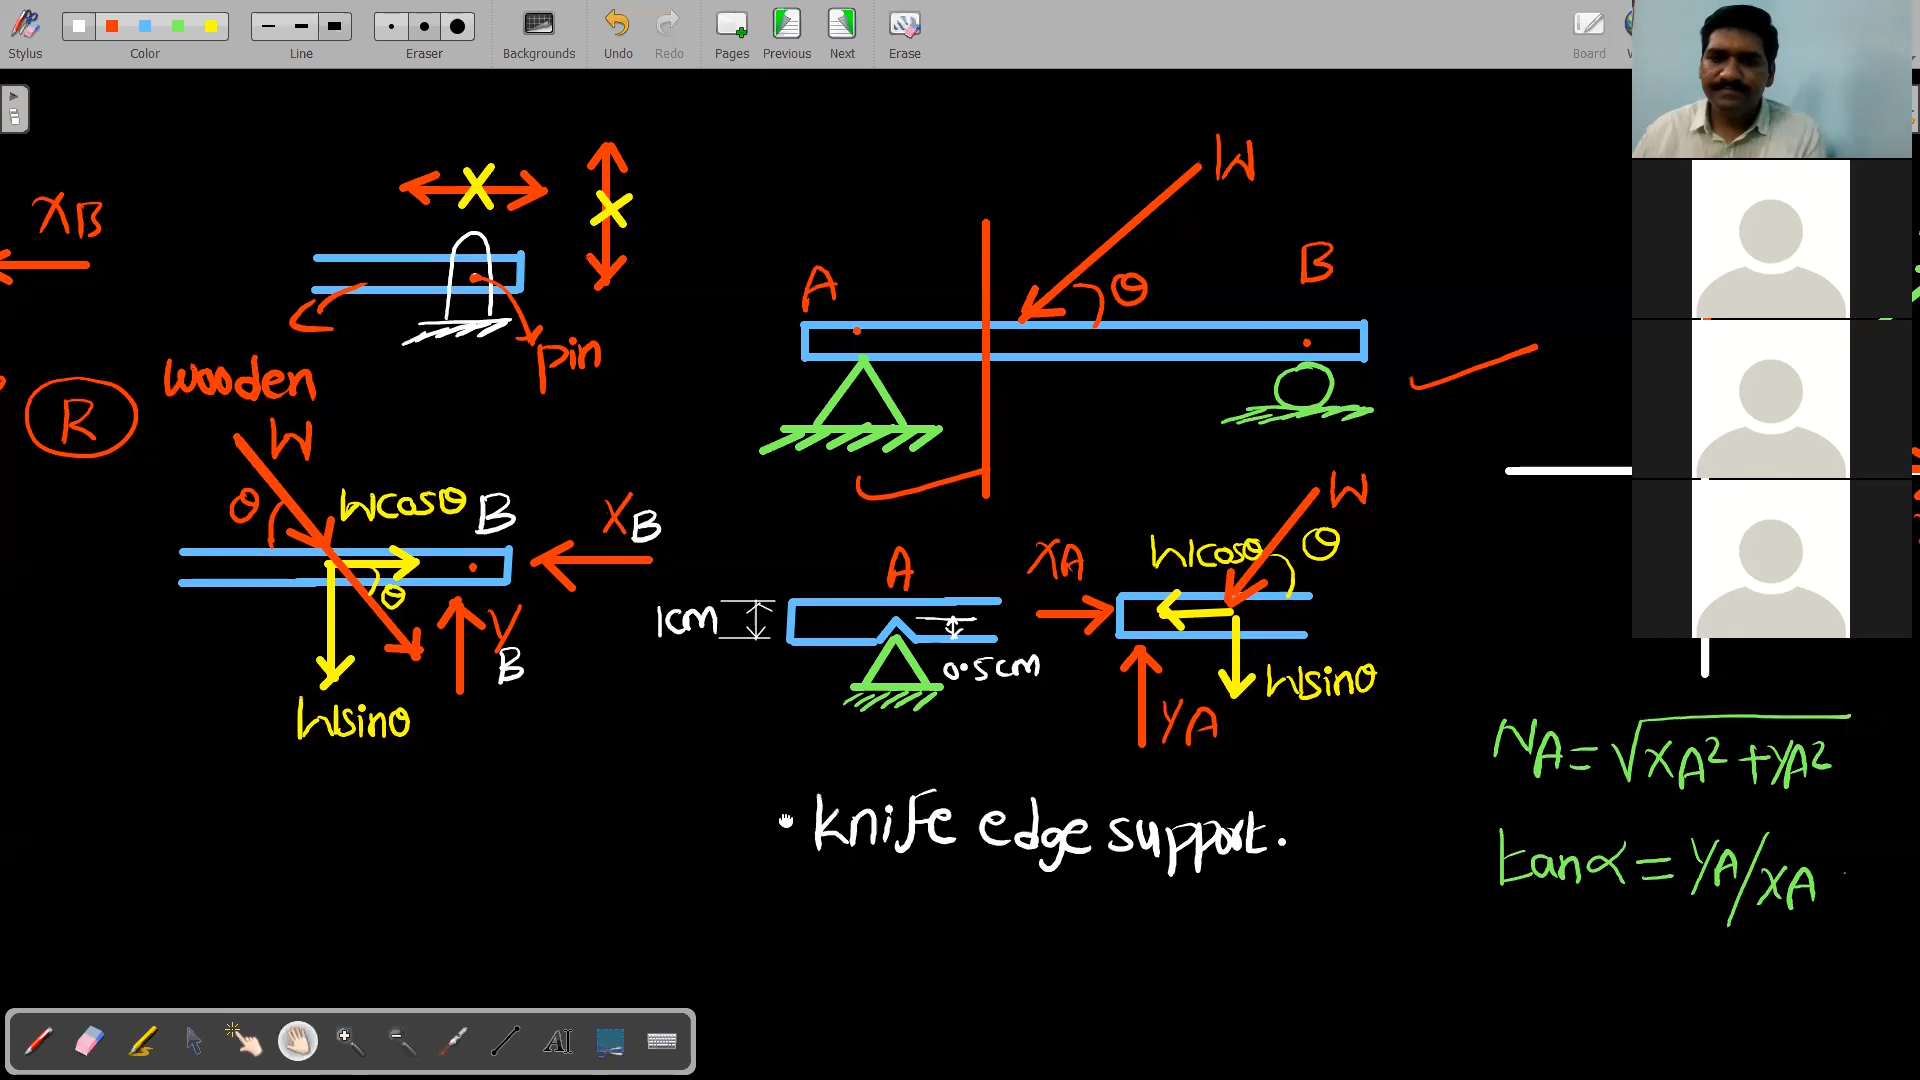 Stylus
Color
Line
Eraser
Backgrounds
Undo
Redo
Pages
Previous
Next
Erase
Board
XB
R
wooden
pin
W
θ
Wcosθ
B
XB
θ
YB
Wsinθ
W
θ
A
B
1cm
A
0.5cm
XA
Wcosθ
W
θ
Wsinθ
YA
• knife edge support.
NA = √XA² + YA²
tanα = YA/XA